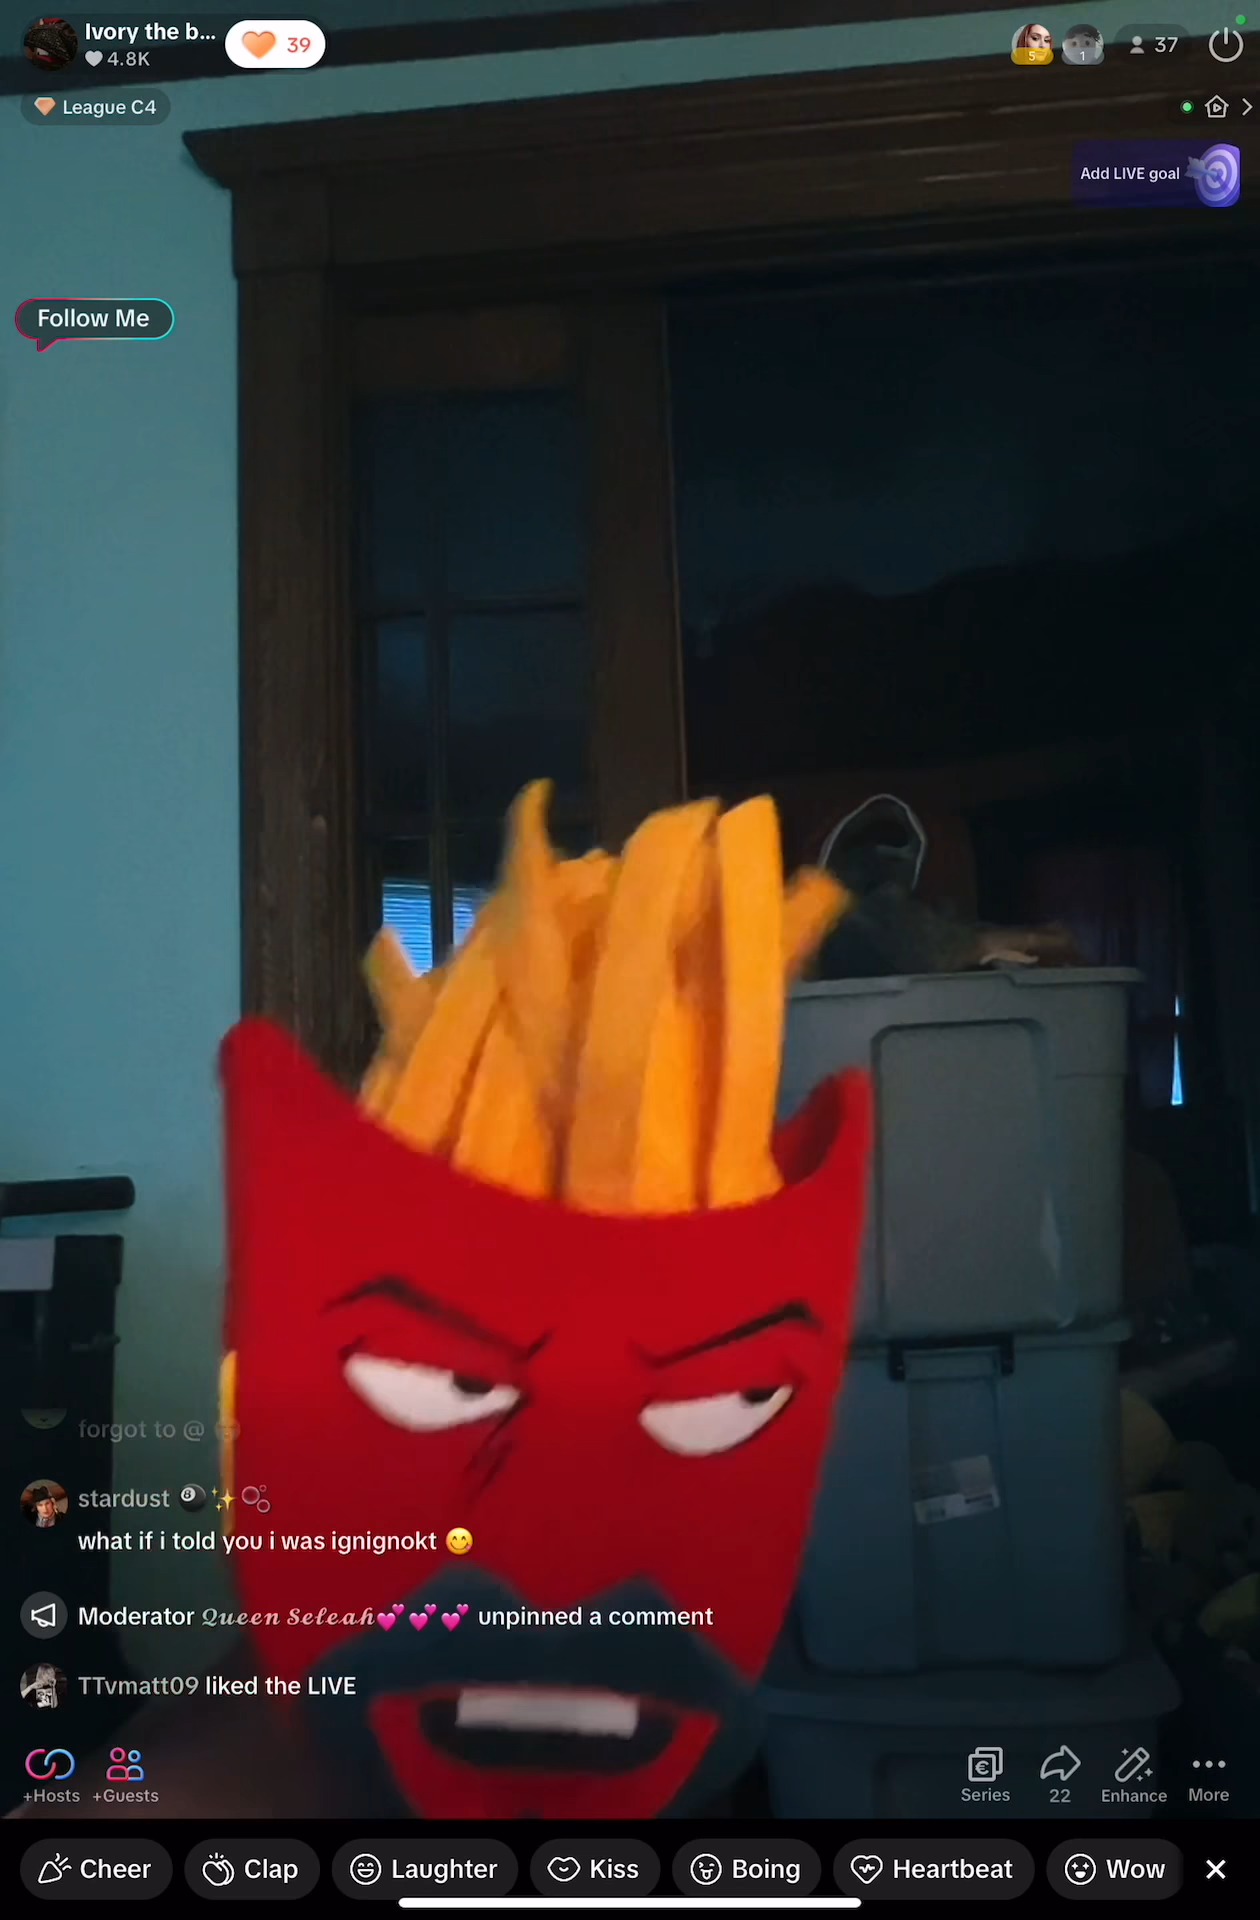 Ivory the b...
4.8K
39
5
1
37
League C4
Add LIVE goal
Follow Me
forgot to @
stardust 🎱✨🫧
what if i told you i was ignignokt 😋
Moderator 𝓠𝓾𝓮𝓮𝓷 𝓢𝓮𝓵𝓮𝓪𝓱💕💕💕 unpinned a comment
TTvmatt09 liked the LIVE
+Hosts
+Guests
Series
22
Enhance
More
Cheer
Clap
Laughter
Kiss
Boing
Heartbeat
Wow